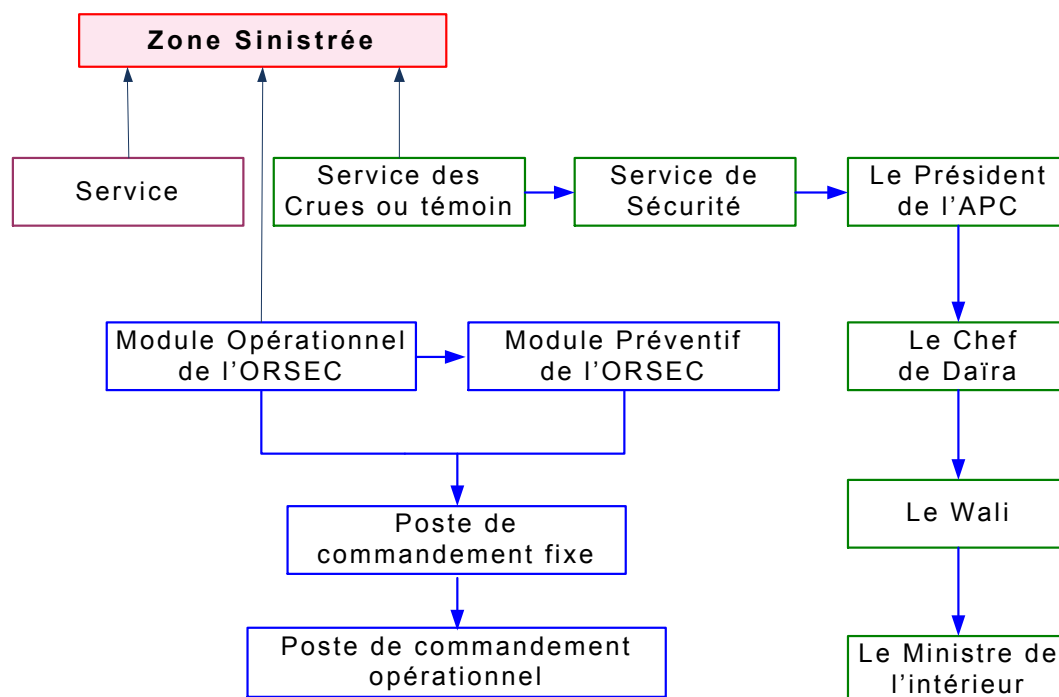 Zone Sinistrée
Service
Service des
Crues ou témoin
Service de
Sécurité
Le Président
de l’APC
Module Opérationnel
de l’ORSEC
Module Préventif
de l’ORSEC
Le Chef
de Daïra
Poste de
commandement fixe
Le Wali
Poste de commandement
opérationnel
Le Ministre de
l’intérieur